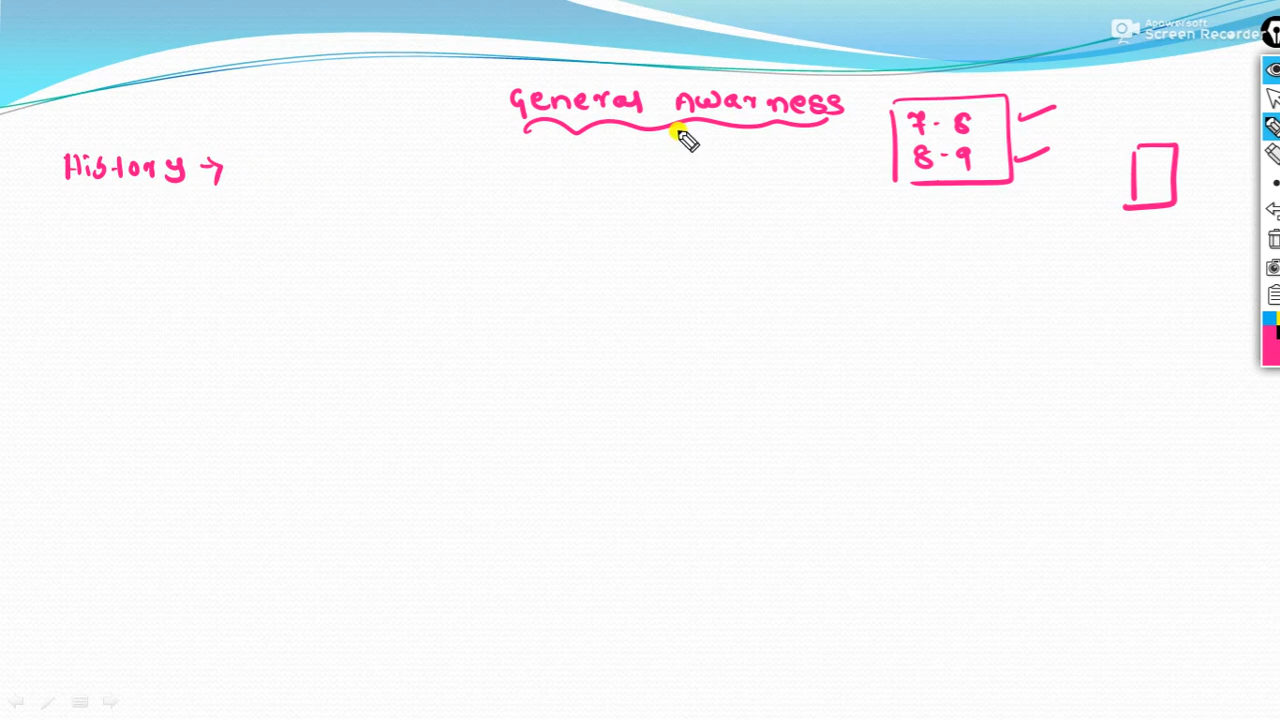 Apowersoft
Screen Recorder
General Awarness
7-8
8-9
History →